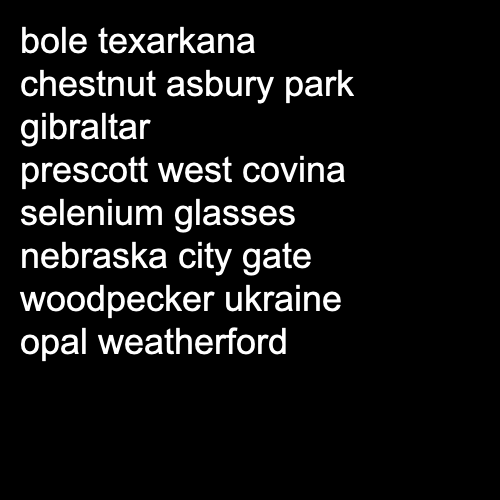 bole texarkana
chestnut asbury park
gibraltar
prescott west covina
selenium glasses
nebraska city gate
woodpecker ukraine
opal weatherford